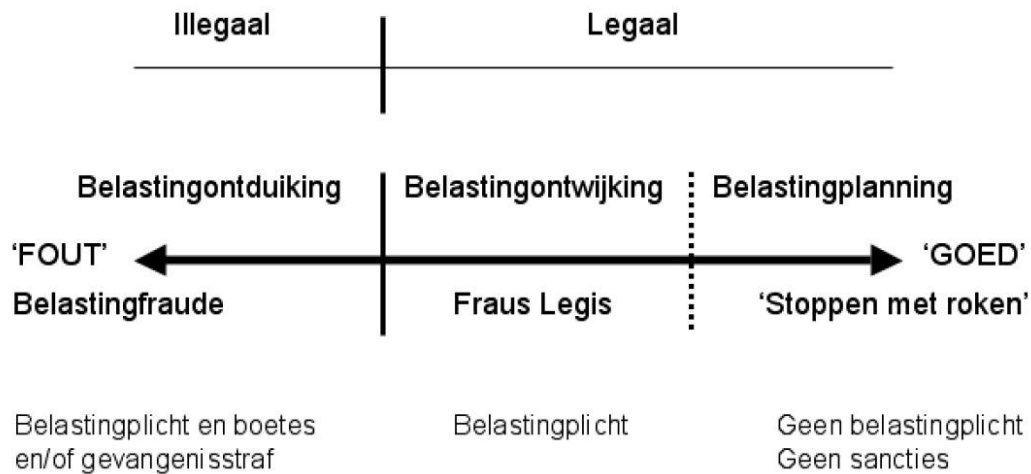 Illegaal Legaal
Belastingontduiking Belastingontwijking Belastingplanning
‘FOUT’ ‘GOED’
Belastingfraude Fraus Legis ‘Stoppen met roken’
Belastingplicht en boetes Belastingplicht Geen belastingplicht
en/of gevangenisstraf Geen sancties